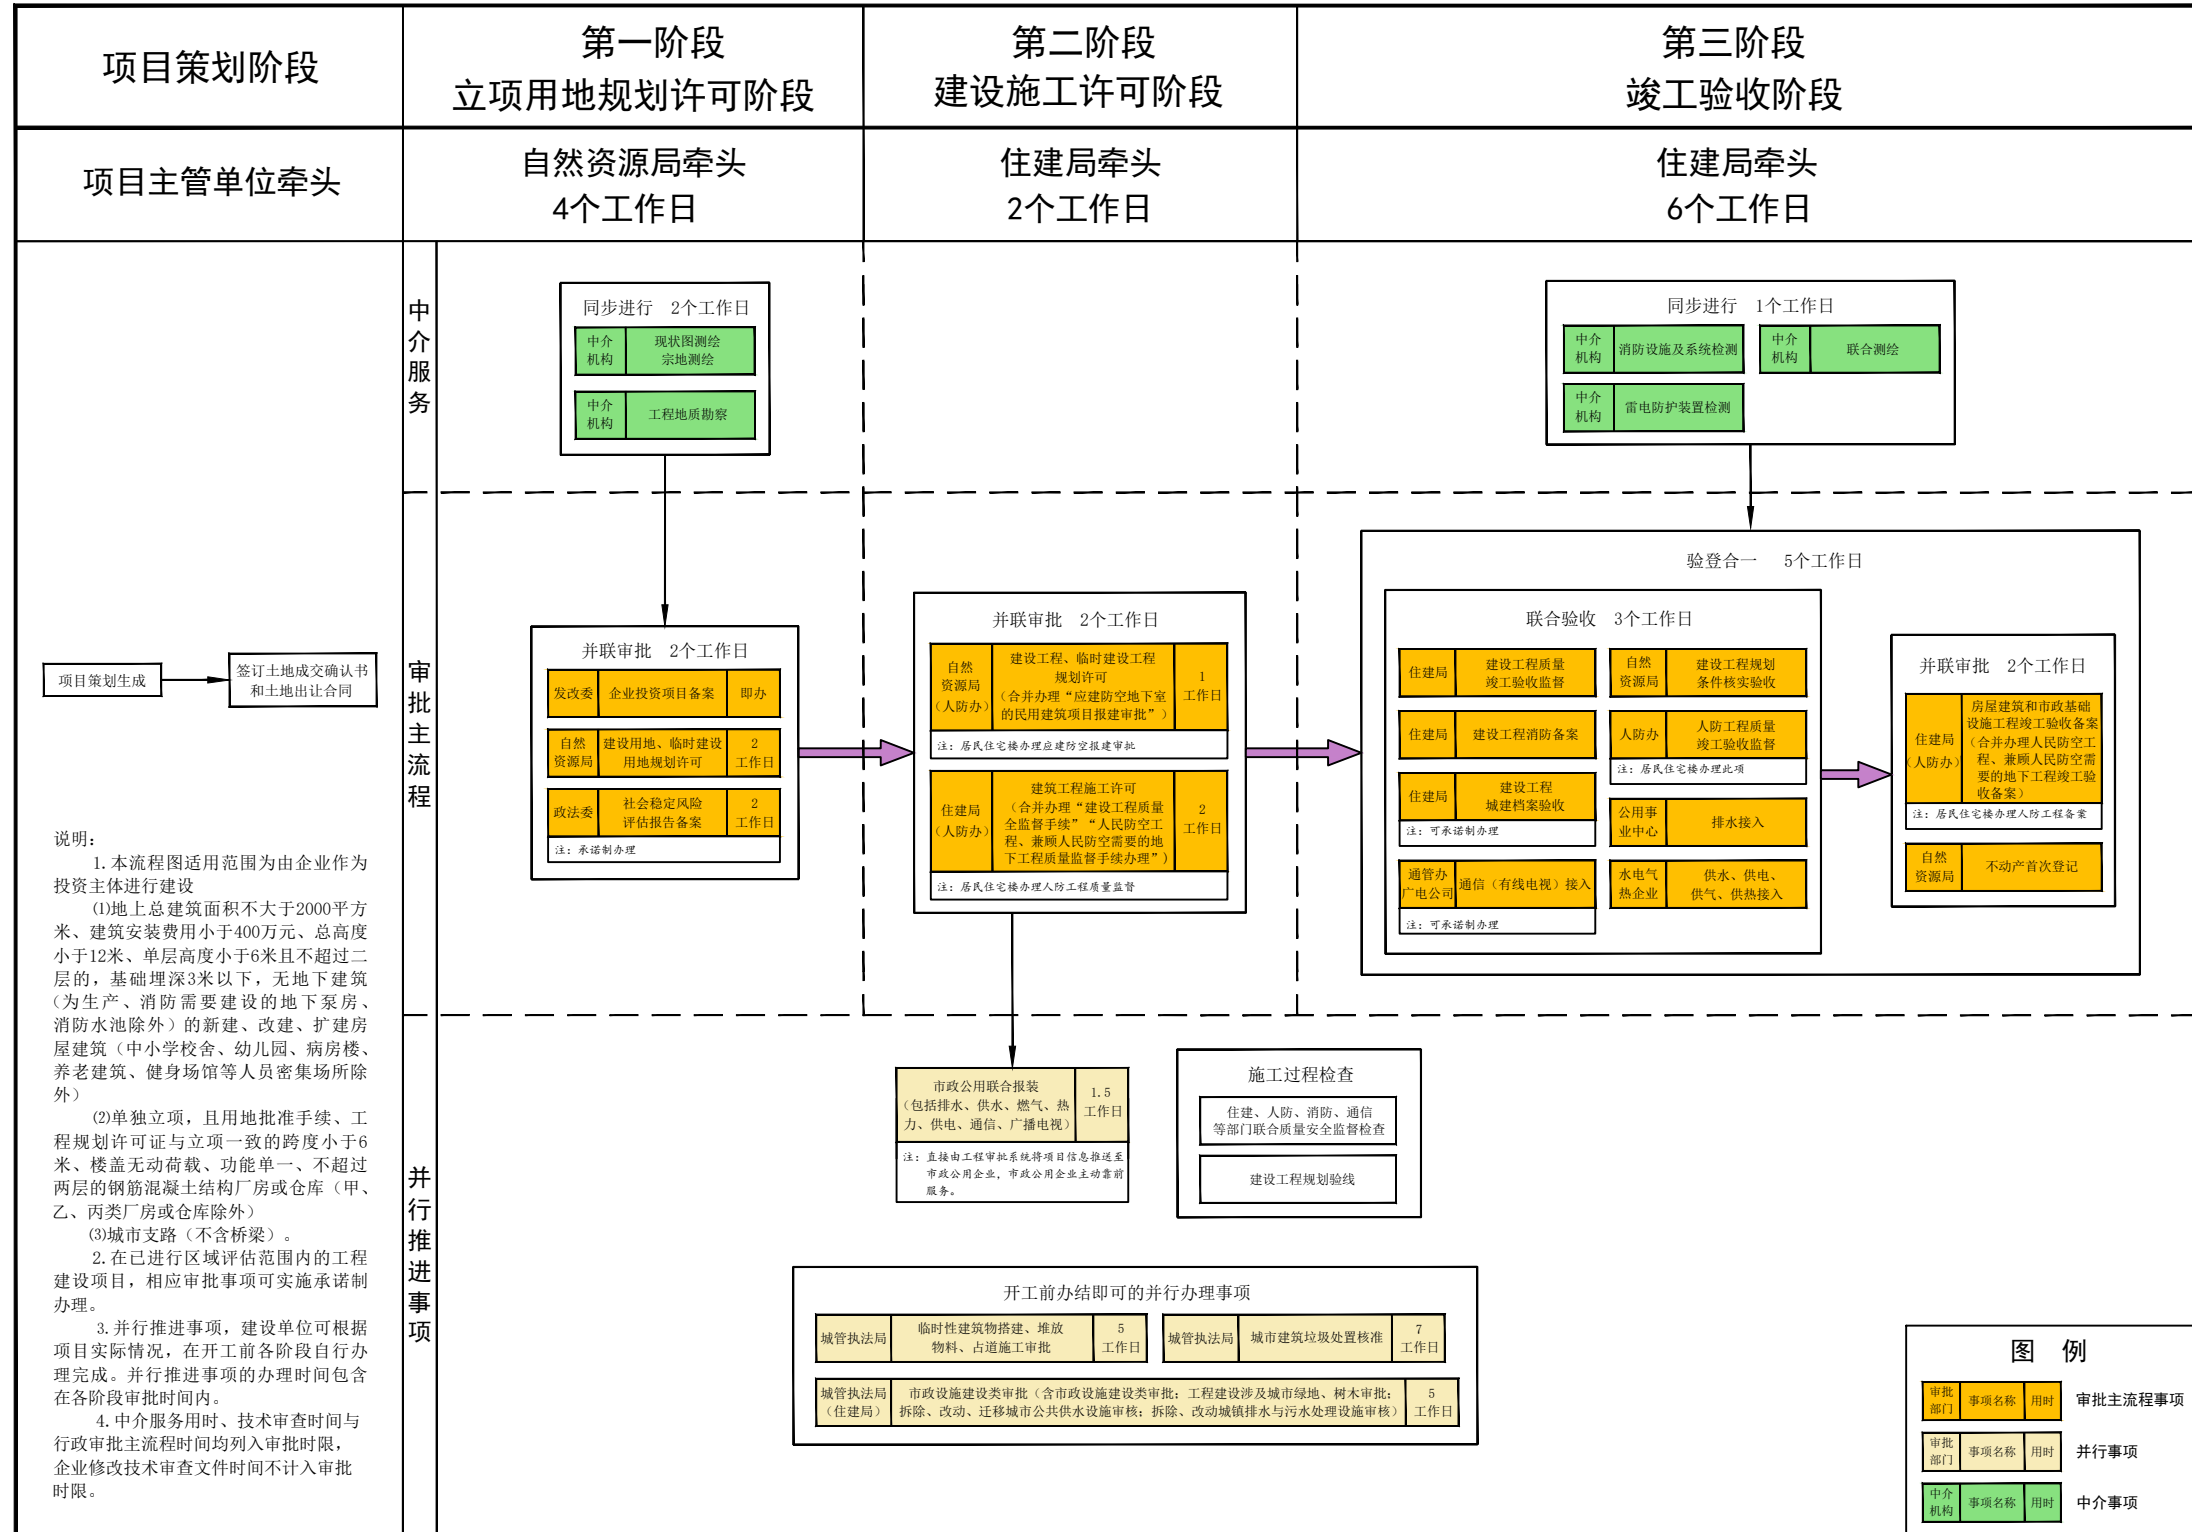 项目策划阶段
第一阶段
立项用地规划许可阶段
第二阶段
建设施工许可阶段
第三阶段
竣工验收阶段
项目主管单位牵头
自然资源局牵头
4个工作日
住建局牵头
2个工作日
住建局牵头
6个工作日
项目策划生成
签订土地成交确认书
和土地出让合同
说明：
1.本流程图适用范围为由企业作为
投资主体进行建设
⑴地上总建筑面积不大于2000平方
米、建筑安装费用小于400万元、总高度
小于12米、单层高度小于6米且不超过二
层的，基础埋深3米以下，无地下建筑
（为生产、消防需要建设的地下泵房、
消防水池除外）的新建、改建、扩建房
屋建筑（中小学校舍、幼儿园、病房楼、
养老建筑、健身场馆等人员密集场所除
外）
⑵单独立项，且用地批准手续、工
程规划许可证与立项一致的跨度小于6
米、楼盖无动荷载、功能单一、不超过
两层的钢筋混凝土结构厂房或仓库（甲、
乙、丙类厂房或仓库除外）
⑶城市支路（不含桥梁）。
2.在已进行区域评估范围内的工程
建设项目，相应审批事项可实施承诺制
办理。
3.并行推进事项，建设单位可根据
项目实际情况，在开工前各阶段自行办
理完成。并行推进事项的办理时间包含
在各阶段审批时间内。
4.中介服务用时、技术审查时间与
行政审批主流程时间均列入审批时限，
企业修改技术审查文件时间不计入审批
时限。
中介服务
同步进行 2个工作日
中介
机构
现状图测绘
宗地测绘
中介
机构
工程地质勘察
同步进行 1个工作日
中介
机构
消防设施及系统检测
中介
机构
联合测绘
中介
机构
雷电防护装置检测
审批主流程
并联审批 2个工作日
发改委
企业投资项目备案
即办
自然
资源局
建设用地、临时建设
用地规划许可
2
工作日
政法委
社会稳定风险
评估报告备案
2
工作日
注：承诺制办理
并联审批 2个工作日
自然
资源局
（人防办）
建设工程、临时建设工程
规划许可
（合并办理“应建防空地下室
的民用建筑项目报建审批”）
1
工作日
注：居民住宅楼办理应建防空报建审批
住建局
（人防办）
建筑工程施工许可
（合并办理“建设工程质量
全监督手续”“人民防空工
程、兼顾人民防空需要的地
下工程质量监督手续办理”）
2
工作日
注：居民住宅楼办理人防工程质量监督
验登合一 5个工作日
联合验收 3个工作日
住建局
建设工程质量
竣工验收监督
自然
资源局
建设工程规划
条件核实验收
住建局
建设工程消防备案
人防办
人防工程质量
竣工验收监督
注：居民住宅楼办理此项
住建局
建设工程
城建档案验收
注：可承诺制办理
公用事
业中心
排水接入
通管办
广电公司
通信（有线电视）接入
注：可承诺制办理
水电气
热企业
供水、供电、
供气、供热接入
并联审批 2个工作日
住建局
（人防办）
房屋建筑和市政基础
设施工程竣工验收备案
（合并办理人民防空工
程、兼顾人民防空需
要的地下工程竣工验
收备案）
注：居民住宅楼办理人防工程备案
自然
资源局
不动产首次登记
并行推进事项
市政公用联合报装
（包括排水、供水、燃气、热
力、供电、通信、广播电视）
1.5
工作日
注：直接由工程审批系统将项目信息推送至
市政公用企业，市政公用企业主动靠前
服务。
施工过程检查
住建、人防、消防、通信
等部门联合质量安全监督检查
建设工程规划验线
开工前办结即可的并行办理事项
城管执法局
临时性建筑物搭建、堆放
物料、占道施工审批
5
工作日
城管执法局
城市建筑垃圾处置核准
7
工作日
城管执法局
（住建局）
市政设施建设类审批（含市政设施建设类审批；工程建设涉及城市绿地、树木审批；
拆除、改动、迁移城市公共供水设施审核；拆除、改动城镇排水与污水处理设施审核）
5
工作日
图 例
审批
部门
事项名称
用时
审批主流程事项
审批
部门
事项名称
用时
并行事项
中介
机构
事项名称
用时
中介事项